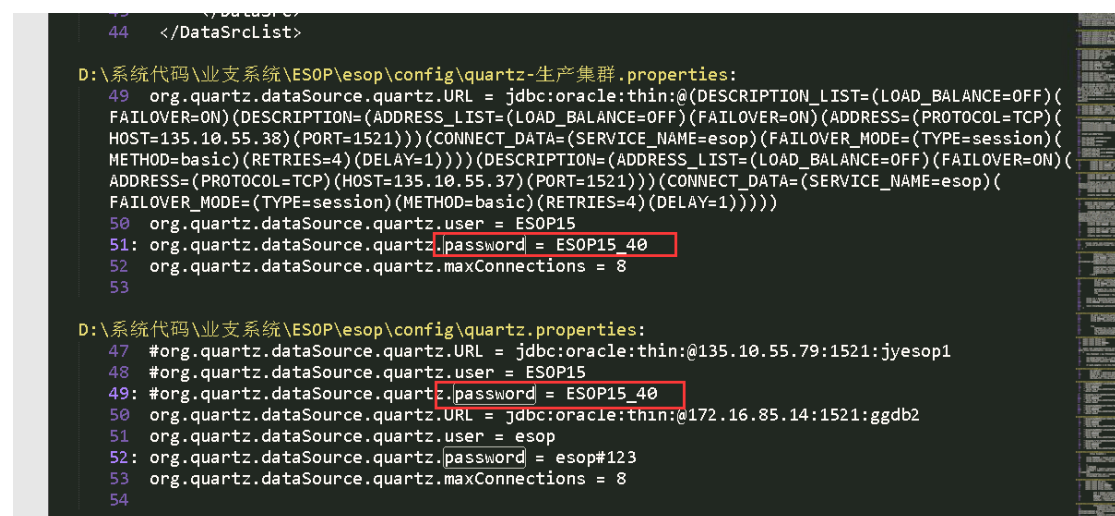 44 </DataSrcList>
D:\系统代码\业支系统\ESOP\esop\config\quartz-生产集群.properties:
49 org.quartz.dataSource.quartz.URL = jdbc:oracle:thin:@(DESCRIPTION_LIST=(LOAD_BALANCE=OFF)(
FAILOVER=ON)(DESCRIPTION=(ADDRESS_LIST=(LOAD_BALANCE=OFF)(FAILOVER=ON)(ADDRESS=(PROTOCOL=TCP)(
HOST=135.10.55.38)(PORT=1521)))(CONNECT_DATA=(SERVICE_NAME=esop)(FAILOVER_MODE=(TYPE=session)(
METHOD=basic)(RETRIES=4)(DELAY=1))))(DESCRIPTION=(ADDRESS_LIST=(LOAD_BALANCE=OFF)(FAILOVER=ON)(
ADDRESS=(PROTOCOL=TCP)(HOST=135.10.55.37)(PORT=1521)))(CONNECT_DATA=(SERVICE_NAME=esop)(
FAILOVER_MODE=(TYPE=session)(METHOD=basic)(RETRIES=4)(DELAY=1)))))
50 org.quartz.dataSource.quartz.user = ESOP15
51: org.quartz.dataSource.quartz.password = ESOP15_40
52 org.quartz.dataSource.quartz.maxConnections = 8
53
D:\系统代码\业支系统\ESOP\esop\config\quartz.properties:
47 #org.quartz.dataSource.quartz.URL = jdbc:oracle:thin:@135.10.55.79:1521:jyesop1
48 #org.quartz.dataSource.quartz.user = ESOP15
49: #org.quartz.dataSource.quartz.password = ESOP15_40
50 org.quartz.dataSource.quartz.URL = jdbc:oracle:thin:@172.16.85.14:1521:ggdb2
51 org.quartz.dataSource.quartz.user = esop
52: org.quartz.dataSource.quartz.password = esop#123
53 org.quartz.dataSource.quartz.maxConnections = 8
54